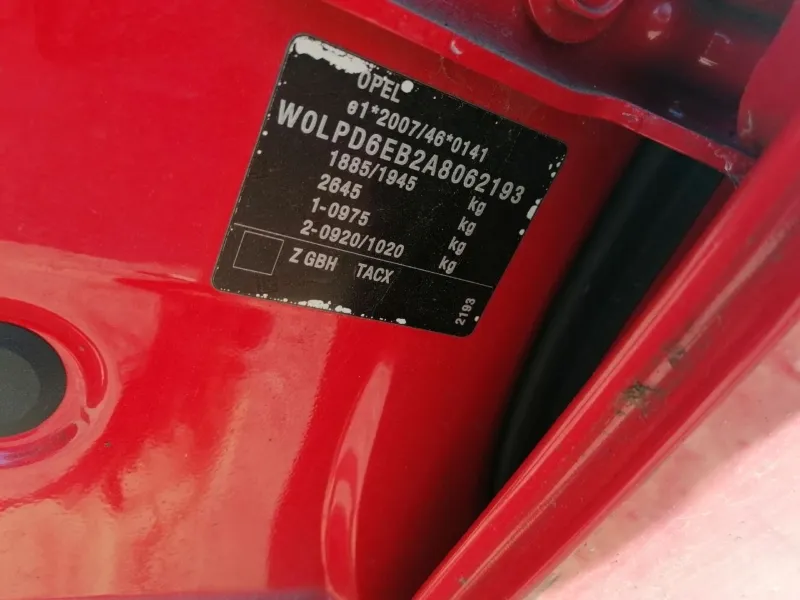 OPEL
e1*2007/46*0141
W0LPD6EB2A8062193
1885/1945 kg
2645 kg
1-0975 kg
2-0920/1020 kg
Z GBH TACX
2193